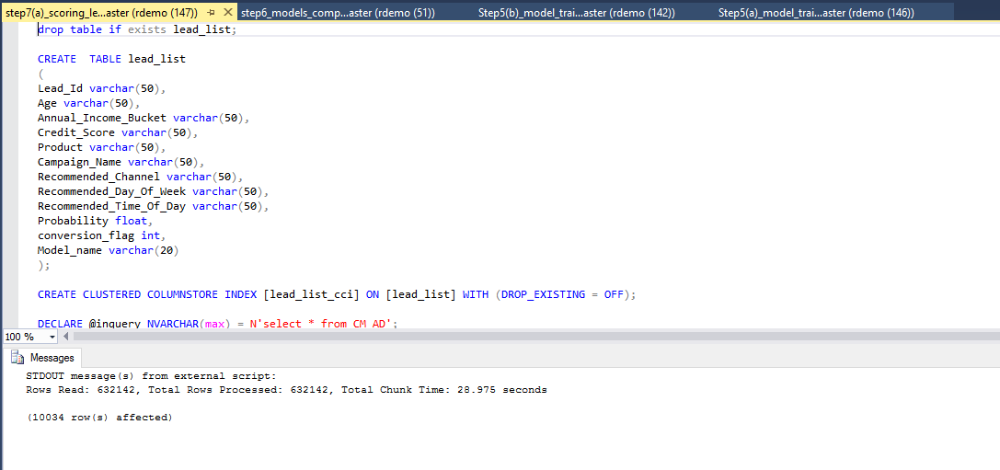 step7(a)_scoring_le...aster (rdemo (147)) step6_models_comp...aster (rdemo (51)) Step5(b)_model_trai...aster (rdemo (142)) Step5(a)_model_trai...aster (rdemo (146))
drop table if exists lead_list;
CREATE  TABLE lead_list
(
Lead_Id varchar(50),
Age varchar(50),
Annual_Income_Bucket varchar(50),
Credit_Score varchar(50),
Product varchar(50),
Campaign_Name varchar(50),
Recommended_Channel varchar(50),
Recommended_Day_Of_Week varchar(50),
Recommended_Time_Of_Day varchar(50),
Probability float,
conversion_flag int,
Model_name varchar(20)
);
CREATE CLUSTERED COLUMNSTORE INDEX [lead_list_cci] ON [lead_list] WITH (DROP_EXISTING = OFF);
DECLARE @inquery NVARCHAR(max) = N'select * from CM_AD';
100 %
Messages
STDOUT message(s) from external script:
Rows Read: 632142, Total Rows Processed: 632142, Total Chunk Time: 28.975 seconds
(10034 row(s) affected)